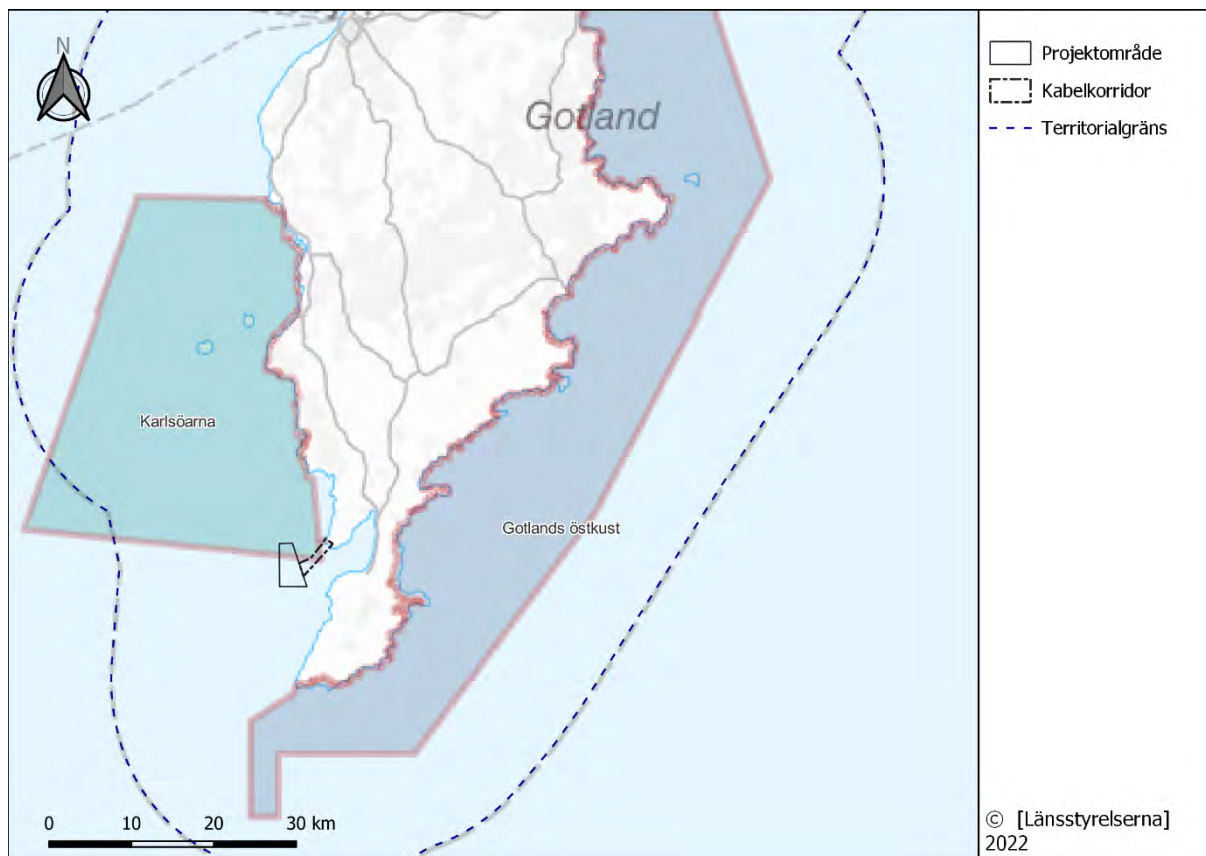 N
Gotland
Karlsöarna
Gotlands östkust
0 10 20 30 km
Projektområde
Kabelkorridor
Territorialgräns
© [Länsstyrelserna]
2022